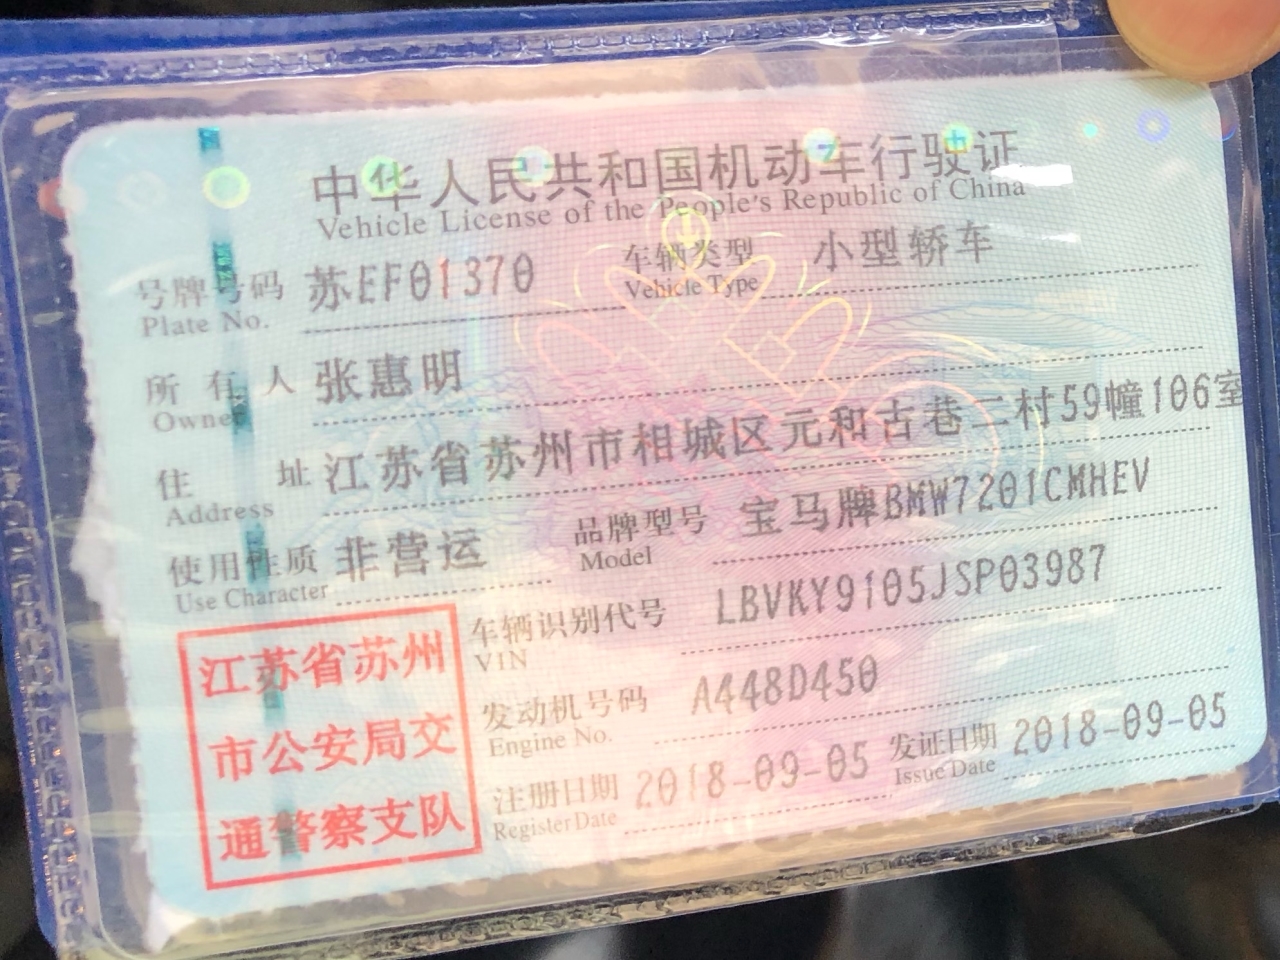 中华人民共和国机动车行驶证
Vehicle License of the People's Republic of China
号牌号码 苏EF01370 车辆类型 小型轿车
Plate No. Vehicle Type
所有人 张惠明
Owner
住址 江苏省苏州市相城区元和古巷二村59幢106室
Address
使用性质 非营运 品牌型号 宝马牌BMW7201CMHEV
Use Character Model
车辆识别代号 LBVKY9105JSP03987
VIN
发动机号码 A448D450
Engine No.
注册日期 2018-09-05 发证日期 2018-09-05
Register Date Issue Date
江苏省苏州
市公安局交
通警察支队